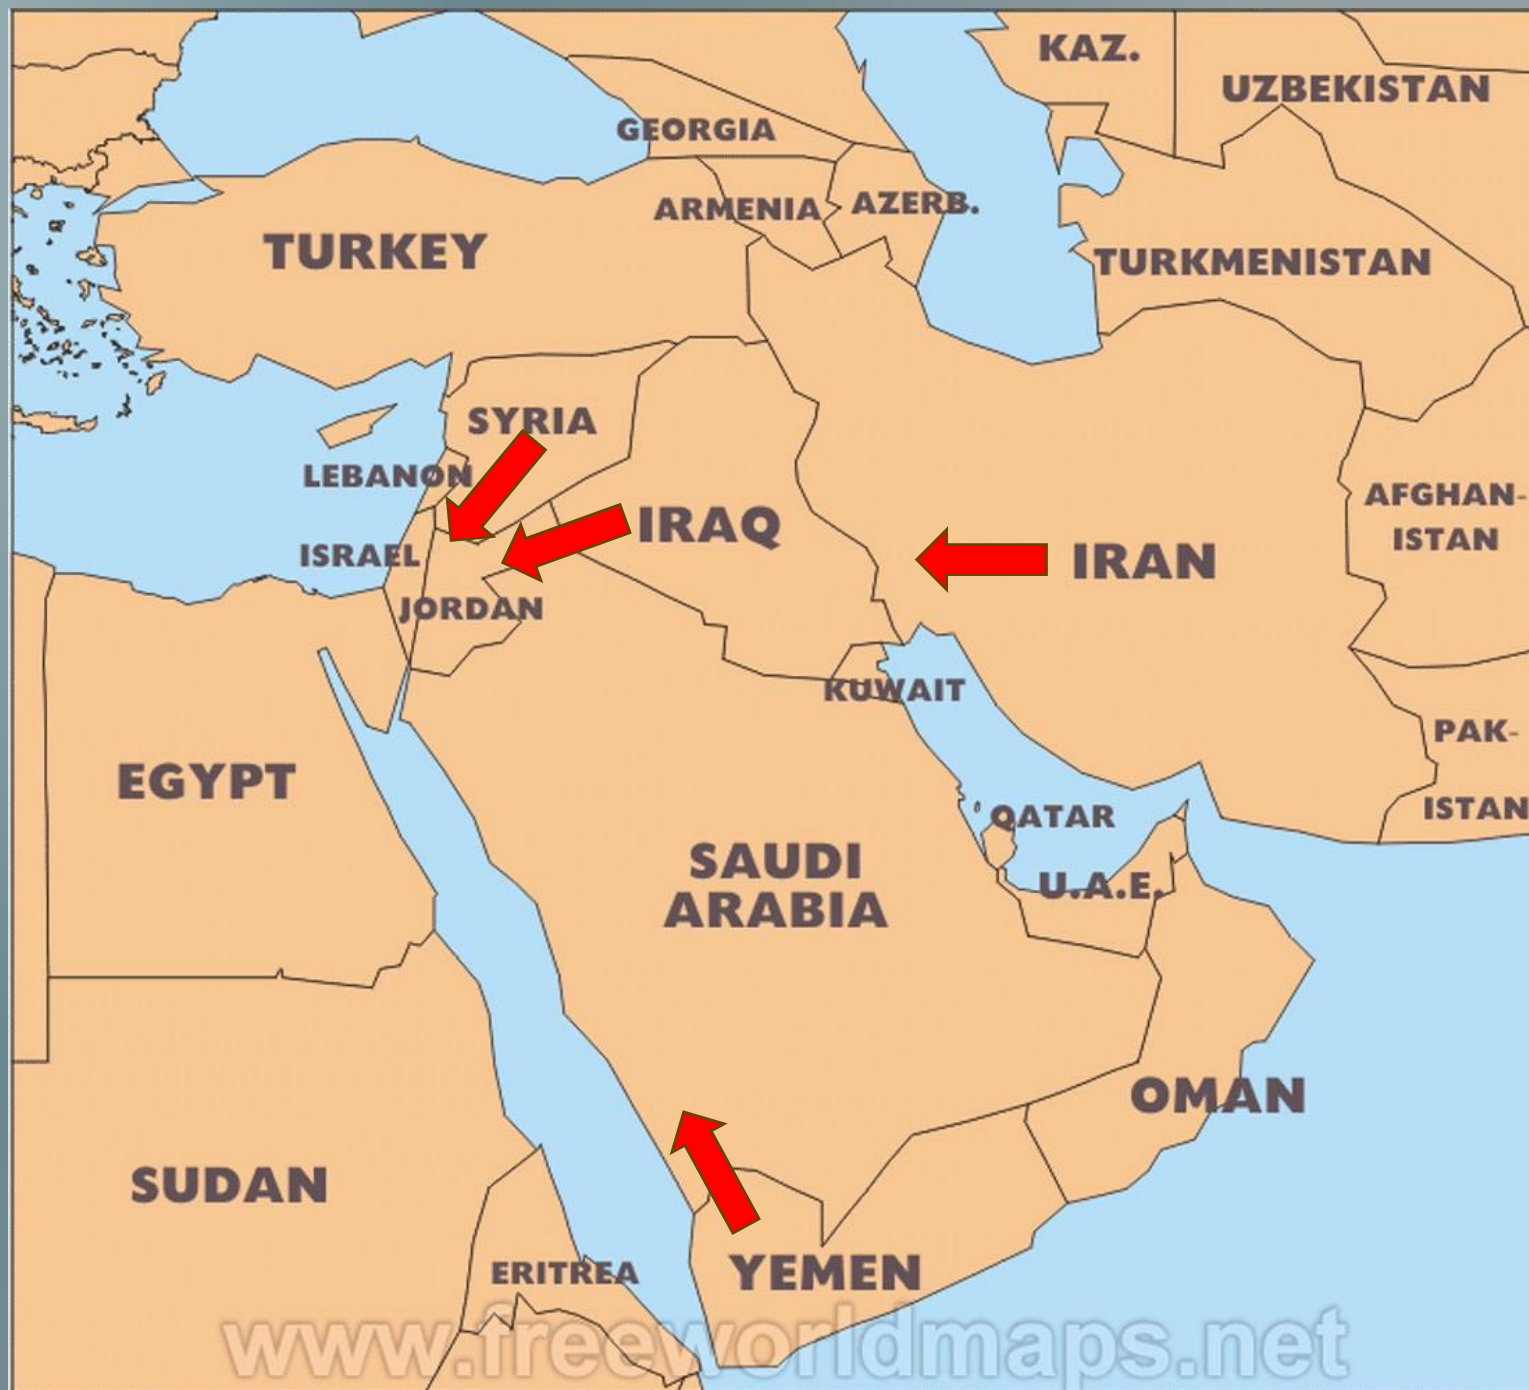 KAZ.
UZBEKISTAN
GEORGIA
ARMENIA
AZERB.
TURKEY
TURKMENISTAN
SYRIA
LEBANON
AFGHAN-
ISTAN
IRAQ
ISRAEL
IRAN
JORDAN
KUWAIT
PAK-
ISTAN
EGYPT
QATAR
SAUDI
ARABIA
U.A.E.
OMAN
SUDAN
ERITREA
YEMEN
www.freeworldmaps.net